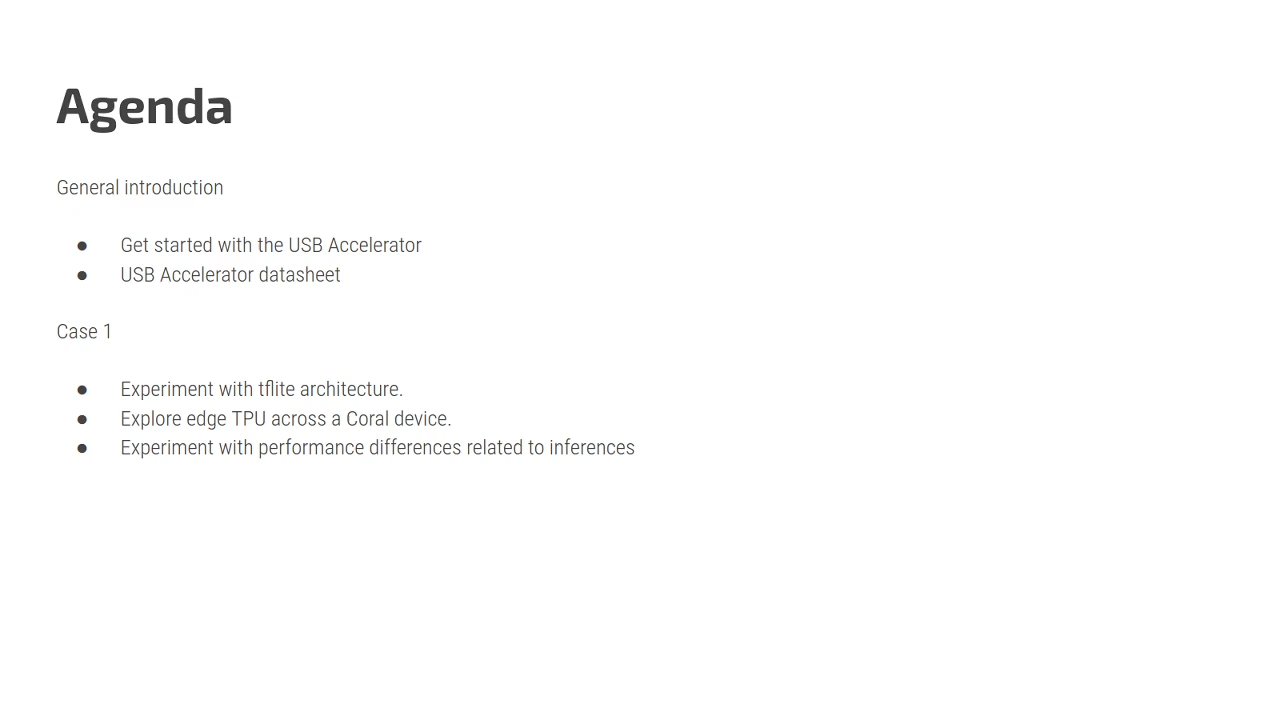 Agenda
General introduction
● Get started with the USB Accelerator
● USB Accelerator datasheet
Case 1
● Experiment with tflite architecture.
● Explore edge TPU across a Coral device.
● Experiment with performance differences related to inferences